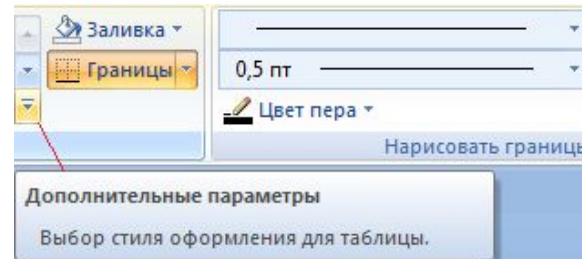 Заливка
Границы
0,5 пт
Цвет пера
Нарисовать границы
Дополнительные параметры
Выбор стиля оформления для таблицы.